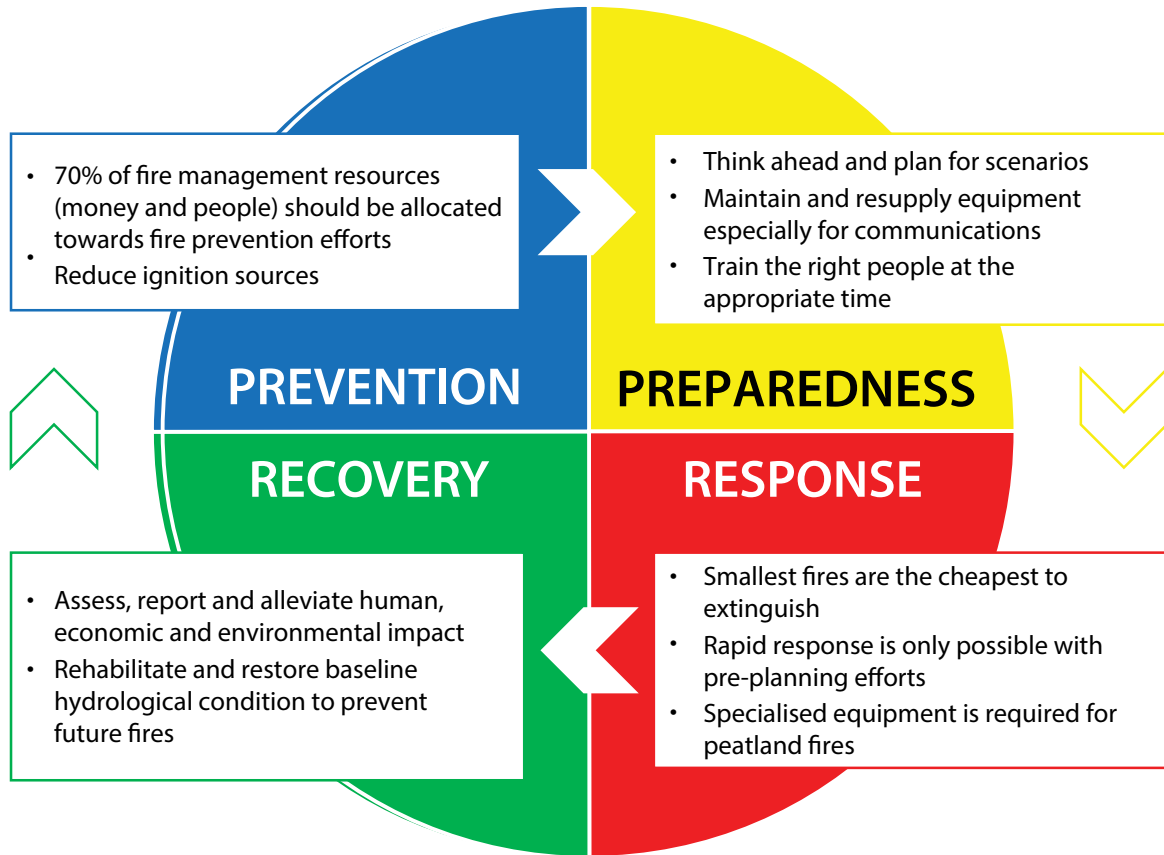 • 70% of fire management resources
(money and people) should be allocated
towards fire prevention efforts
• Reduce ignition sources
PREVENTION
• Think ahead and plan for scenarios
• Maintain and resupply equipment
especially for communications
• Train the right people at the
appropriate time
PREPAREDNESS
RECOVERY
• Assess, report and alleviate human,
economic and environmental impact
• Rehabilitate and restore baseline
hydrological condition to prevent
future fires
RESPONSE
• Smallest fires are the cheapest to
extinguish
• Rapid response is only possible with
pre-planning efforts
• Specialised equipment is required for
peatland fires